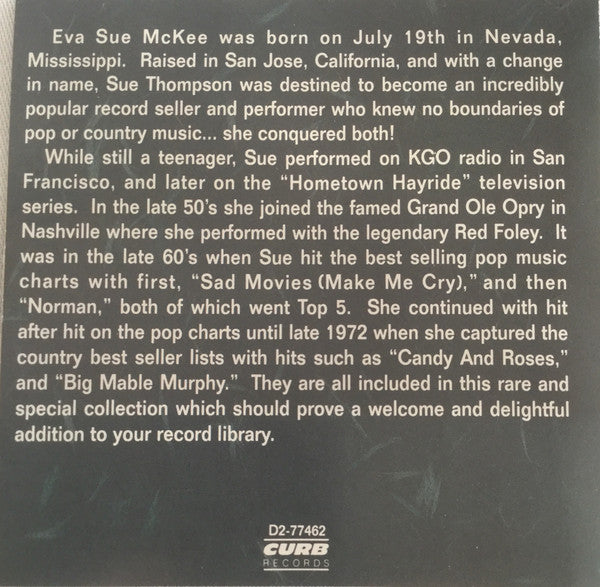 Eva Sue McKee was born on July 19th in Nevada,
Mississippi. Raised in San Jose, California, and with a change
in name, Sue Thompson was destined to become an incredibly
popular record seller and performer who knew no boundaries of
pop or country music... she conquered both!
While still a teenager, Sue performed on KGO radio in San
Francisco, and later on the “Hometown Hayride” television
series. In the late 50's she joined the famed Grand Ole Opry in
Nashville where she performed with the legendary Red Foley. It
was in the late 60's when Sue hit the best selling pop music
charts with first, “Sad Movies (Make Me Cry),” and then
“Norman,” both of which went Top 5. She continued with hit
after hit on the pop charts until late 1972 when she captured the
country best seller lists with hits such as “Candy And Roses,”
and “Big Mable Murphy.” They are all included in this rare and
special collection which should prove a welcome and delightful
addition to your record library.
D2-77462
CURB
RECORDS